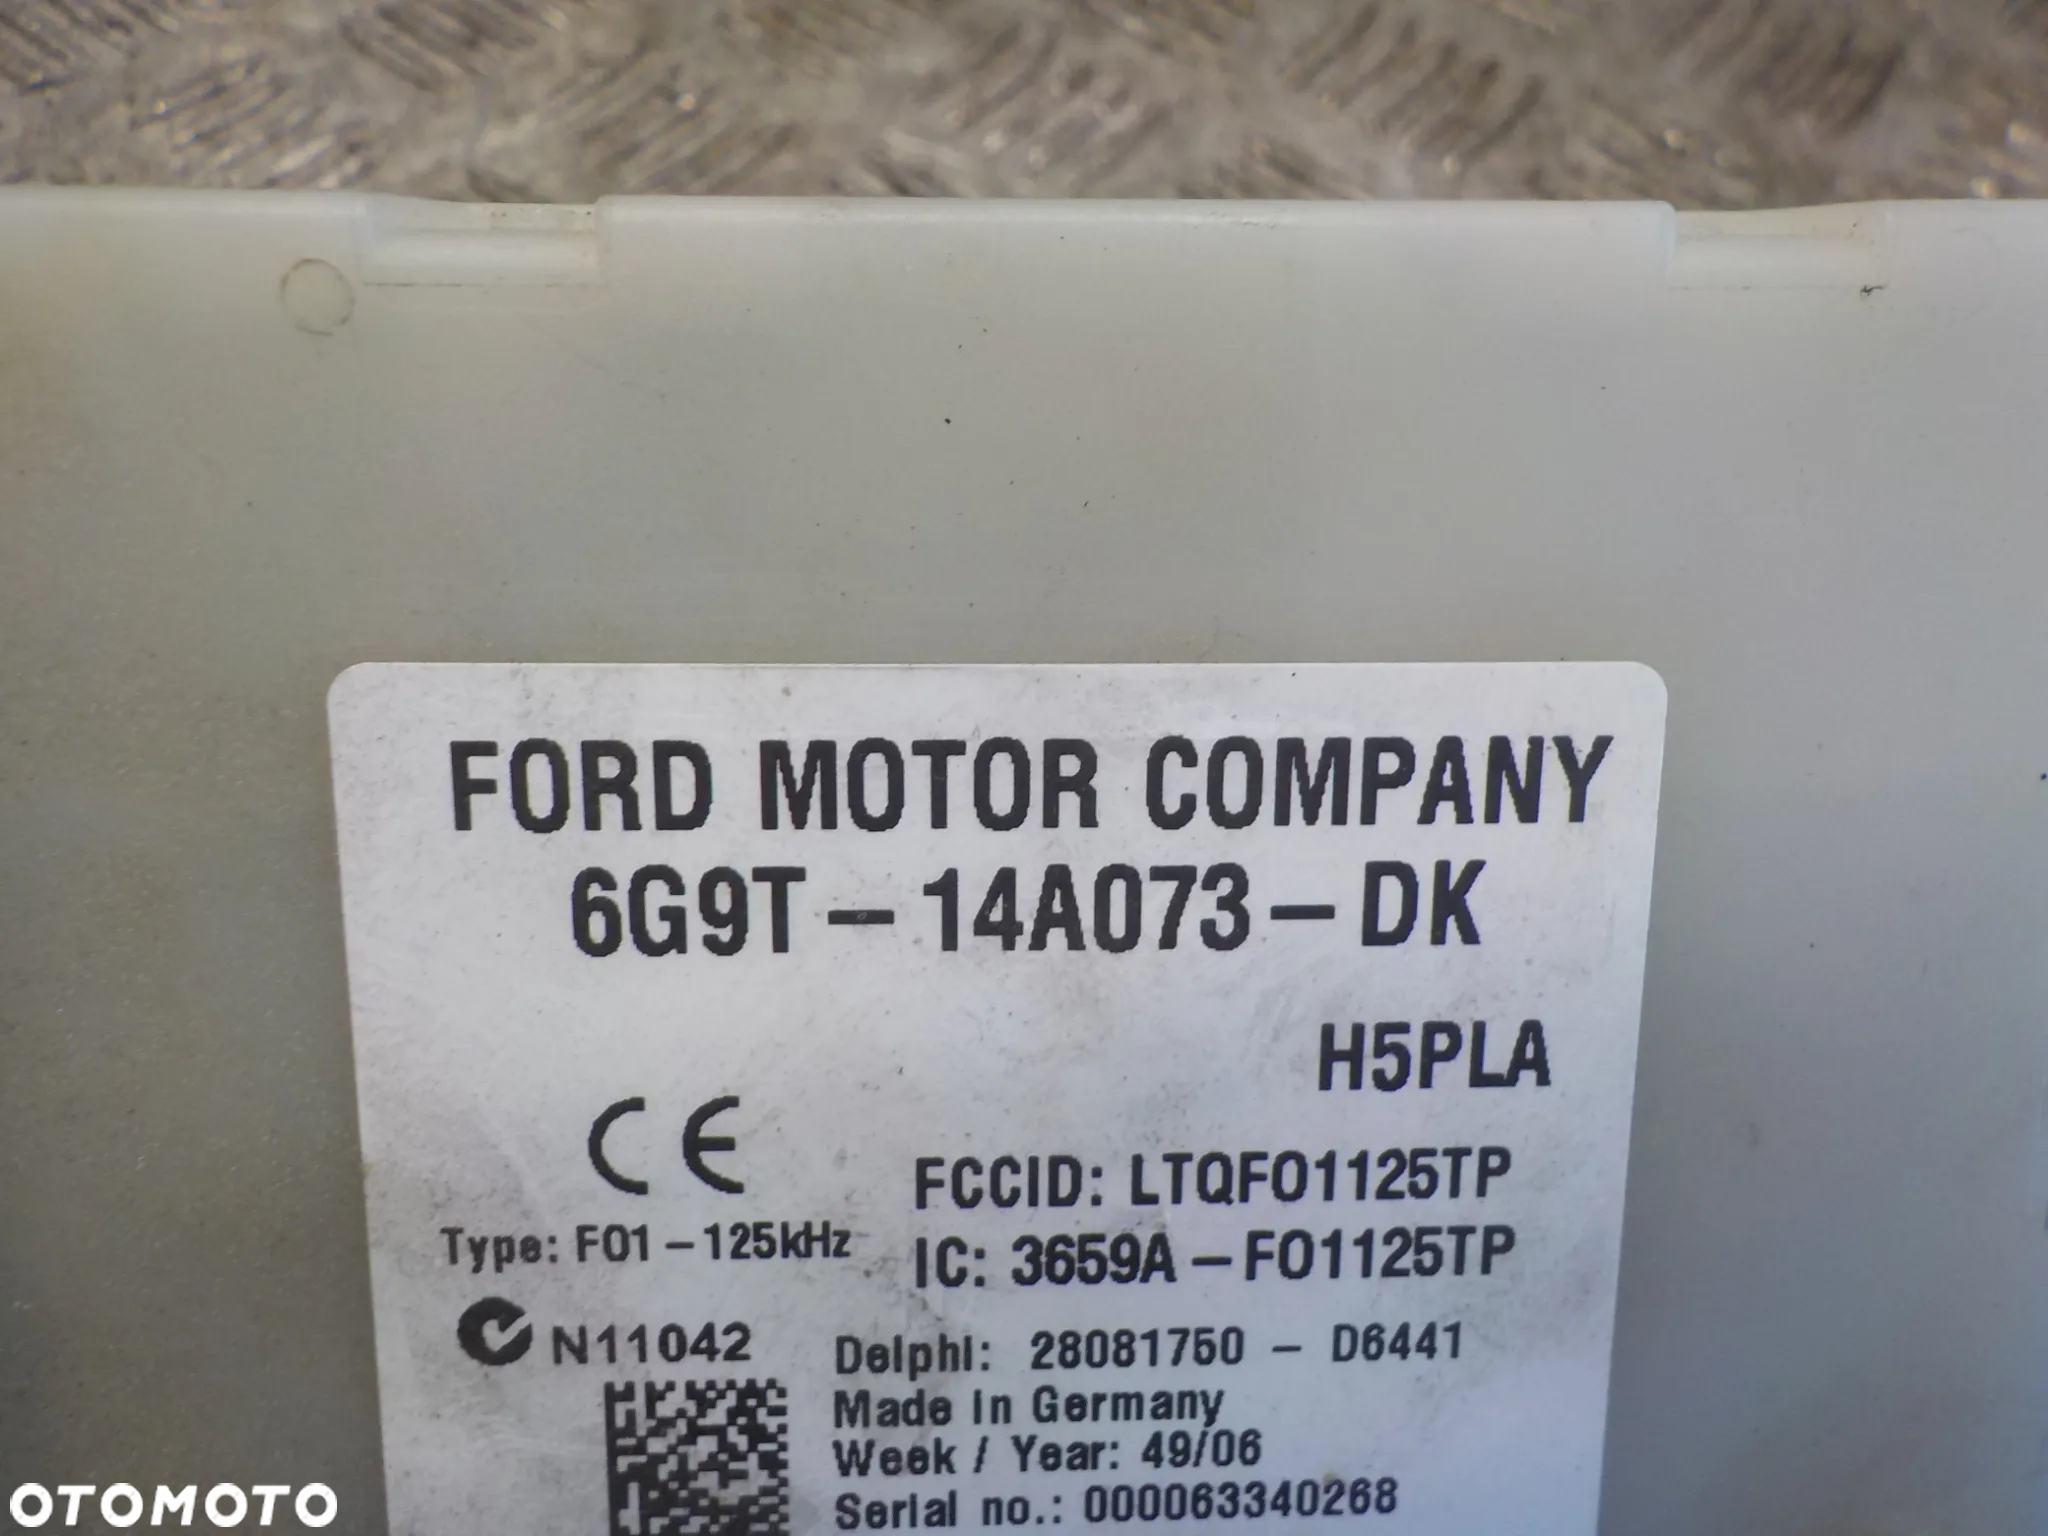 FORD MOTOR COMPANY
6G9T-14A073-DK
H5PLA
CE
FCCID: LTQFO1125TP
Type: FO1-125kHz
IC: 3659A-FO1125TP
N11042
Delphi: 28081750 - D6441
Made in Germany
Week / Year: 49/06
Serial no.: 000063340268
OTOMOTO